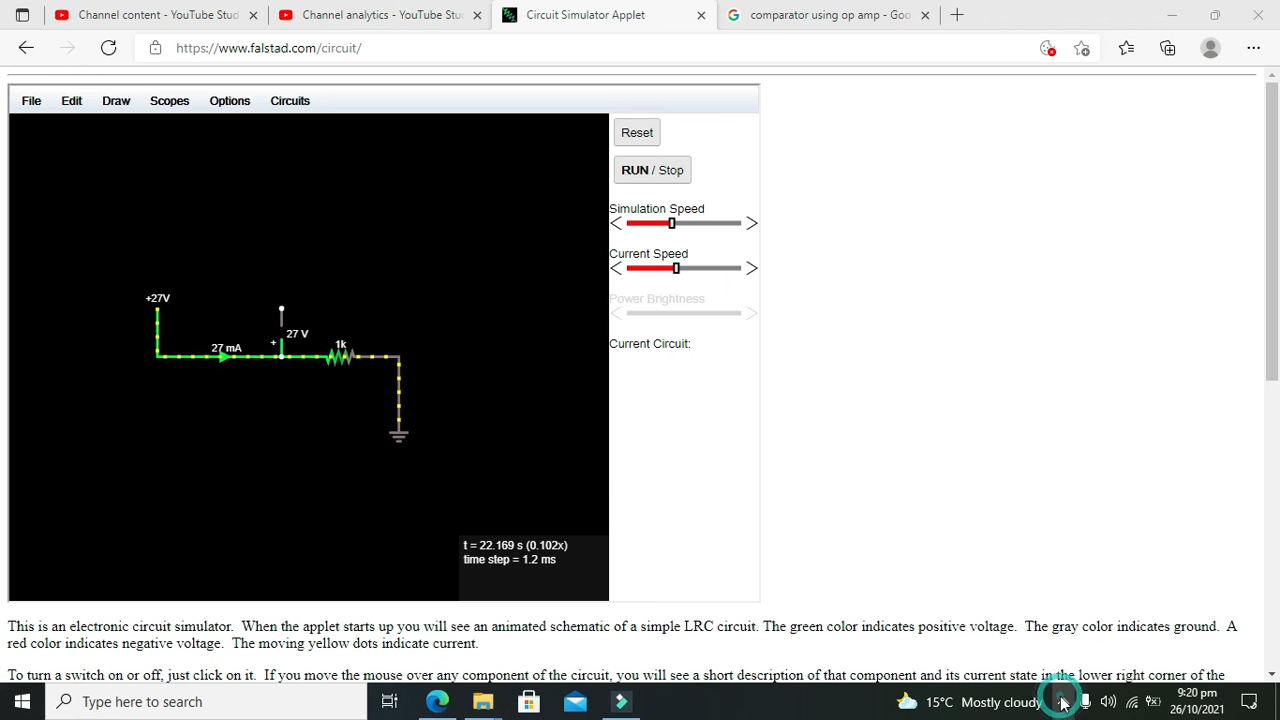 Channel content - YouTube Stud
Channel analytics - YouTube Stud
Circuit Simulator Applet
comparator using op amp - Goo
https://www.falstad.com/circuit/
File Edit Draw Scopes Options Circuits
Reset
RUN / Stop
Simulation Speed
Current Speed
Power Brightness
Current Circuit:
+27V
27 V
+
27 mA
1k
t = 22.169 s (0.102x)
time step = 1.2 ms
This is an electronic circuit simulator. When the applet starts up you will see an animated schematic of a simple LRC circuit. The green color indicates positive voltage. The gray color indicates ground. A
red color indicates negative voltage. The moving yellow dots indicate current.
To turn a switch on or off, just click on it. If you move the mouse over any component of the circuit, you will see a short description of that component and its current state in the lower right corner of the
Type here to search
15°C Mostly cloudy
9:20 pm
26/10/2021